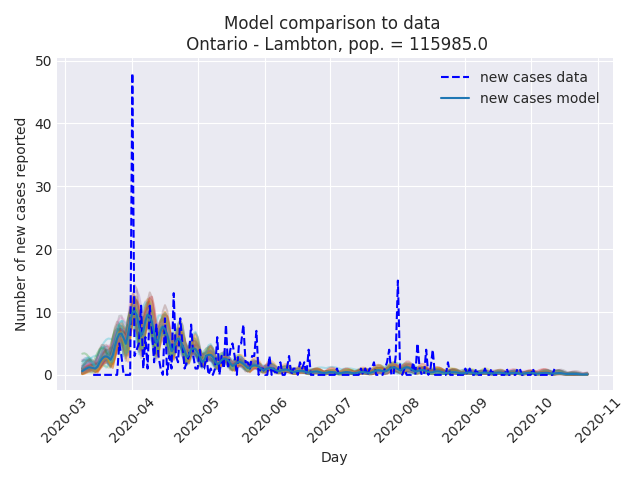 Model comparison to data
Ontario - Lambton, pop. = 115985.0
new cases data
new cases model
Number of new cases reported
50
40
30
20
10
0
2020-03
2020-04
2020-05
2020-06
2020-07
2020-08
2020-09
2020-10
2020-11
Day